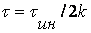 τ = τ_ин / 2k